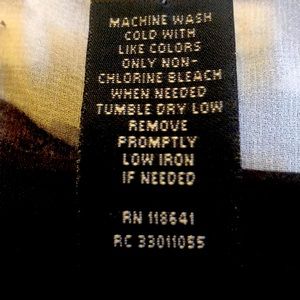 MACHINE WASH
COLD WITH
LIKE COLORS
ONLY NON-
CHLORINE BLEACH
WHEN NEEDED
TUMBLE DRY LOW
REMOVE
PROMPTLY
LOW IRON
IF NEEDED
RN 118641
RC 33011055